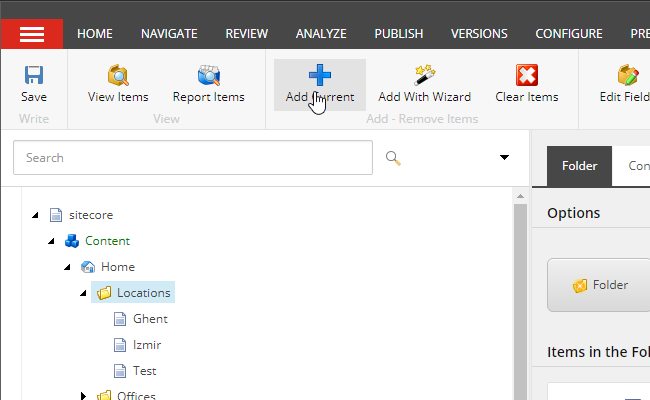 HOME NAVIGATE REVIEW ANALYZE PUBLISH VERSIONS CONFIGURE PRE
Save View Items Report Items Add Current Add With Wizard Clear Items Edit Field
Write View Add - Remove Items
Search
Folder Con
sitecore
Options
Content
Home
Folder
Locations
Ghent
Izmir
Items in the Fol
Test
Offices